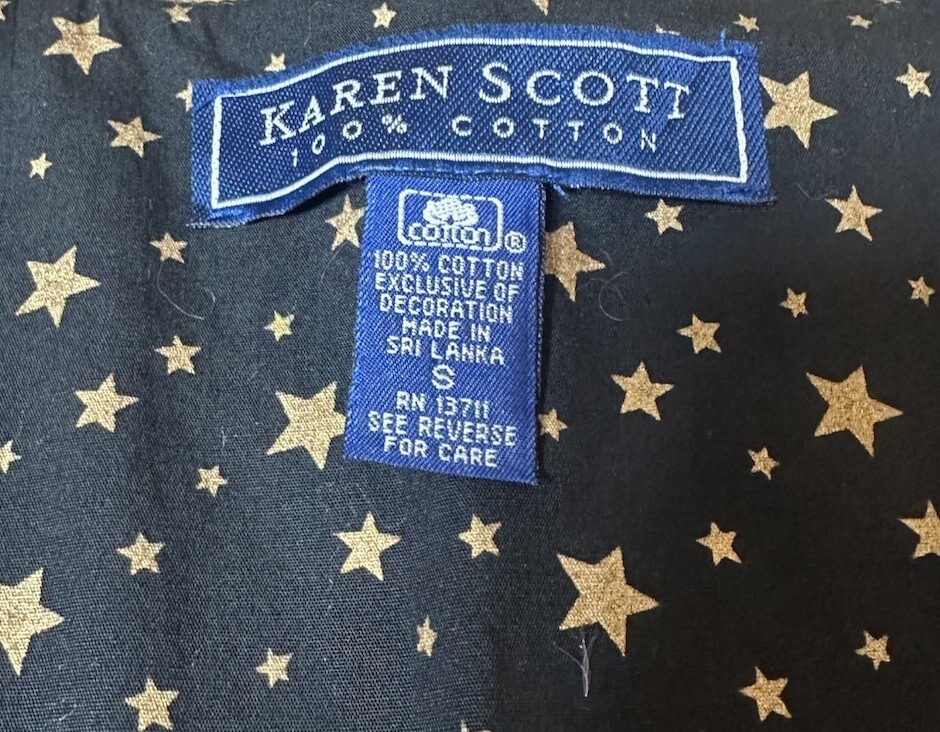 KAREN SCOTT
100% COTTON
cotton ®
100% COTTON
EXCLUSIVE OF
DECORATION
MADE IN
SRI LANKA
S
RN 13711
SEE REVERSE
FOR CARE